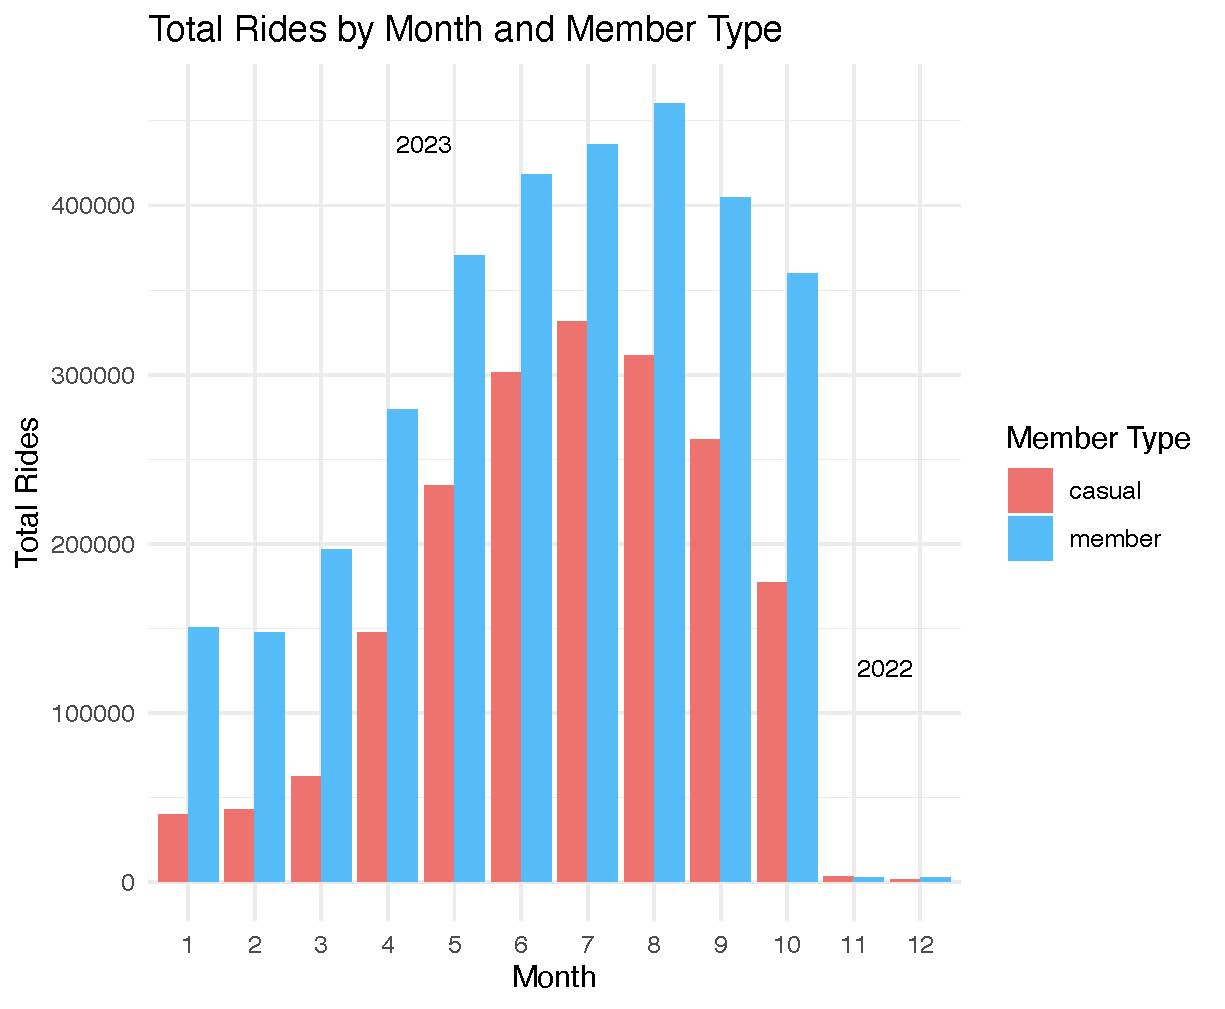 Total Rides by Month and Member Type
2023
400000
300000
200000
100000
0
Total Rides
2022
1 2 3 4 5 6 7 8 9 10 11 12
Month
Member Type
casual
member